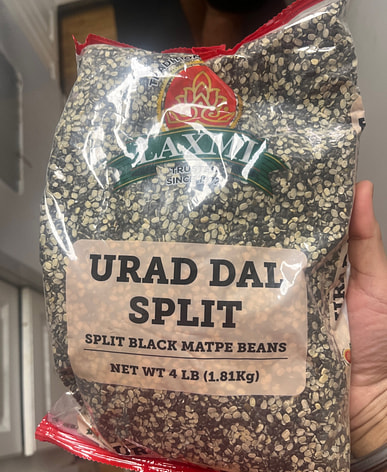 LAXMI
URAD DAL
SPLIT
SPLIT BLACK MATPE BEANS
NET WT 4 LB (1.81Kg)